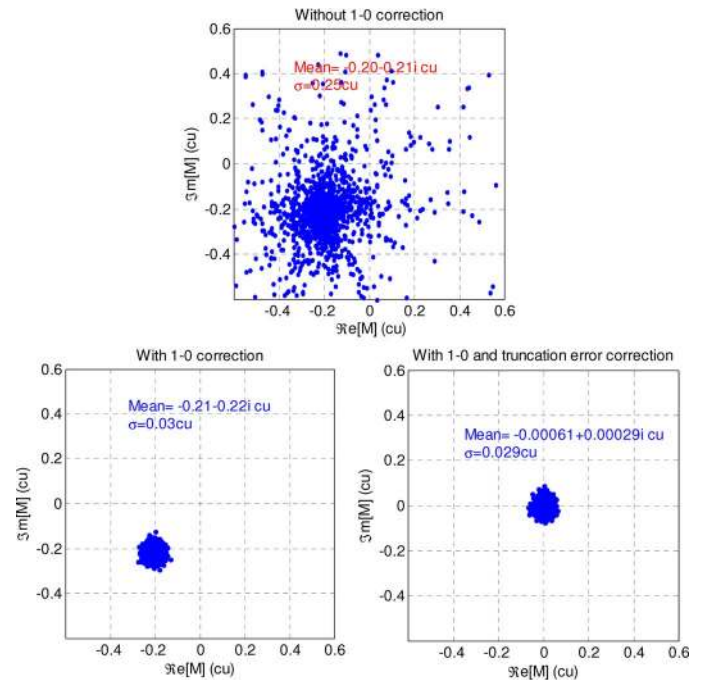 Without 1-0 correction
0.6
0.4
0.2
0
-0.2
-0.4
Mean= -0.20-0.21i cu
σ=0.25cu
ℑm[M] (cu)
-0.4 -0.2 0 0.2 0.4 0.6
ℜe[M] (cu)
With 1-0 correction
0.6
0.4
0.2
0
-0.2
-0.4
Mean= -0.21-0.22i cu
σ=0.03cu
ℑm[M] (cu)
-0.4 -0.2 0 0.2 0.4 0.6
ℜe[M] (cu)
With 1-0 and truncation error correction
0.6
0.4
0.2
0
-0.2
-0.4
Mean= -0.00061+0.00029i cu
σ=0.029cu
ℑm[M] (cu)
-0.4 -0.2 0 0.2 0.4 0.6
ℜe[M] (cu)